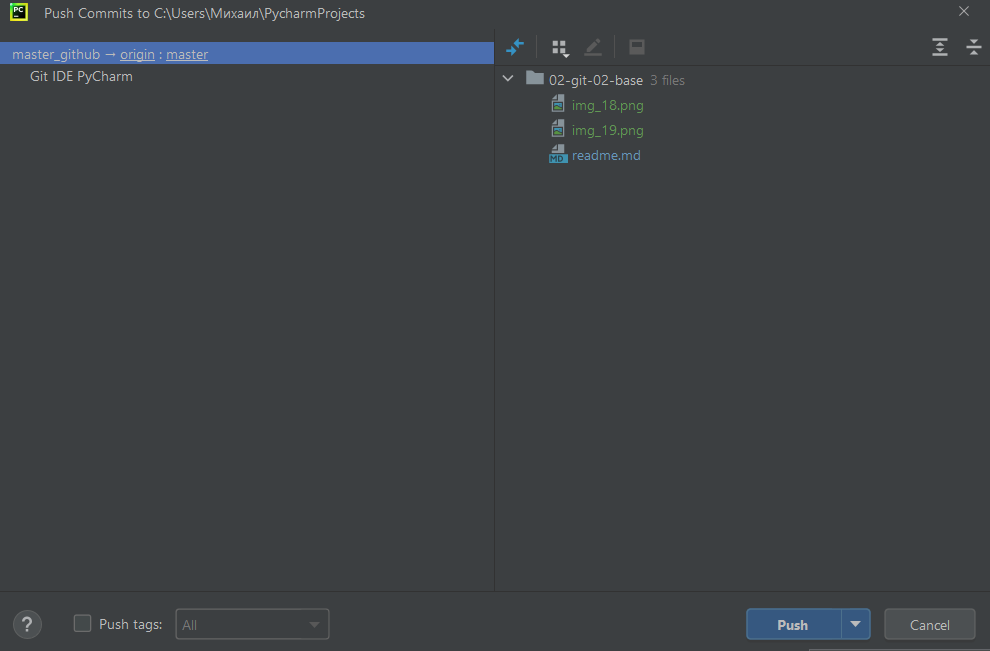 PC
Push Commits to C:\Users\Михаил\PycharmProjects
master_github → origin : master
Git IDE PyCharm
02-git-02-base 3 files
img_18.png
img_19.png
MD readme.md
? Push tags: All Push Cancel